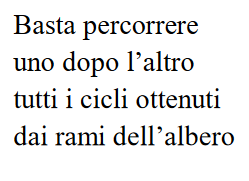 Basta percorrere
uno dopo l’altro
tutti i cicli ottenuti
dai rami dell’albero